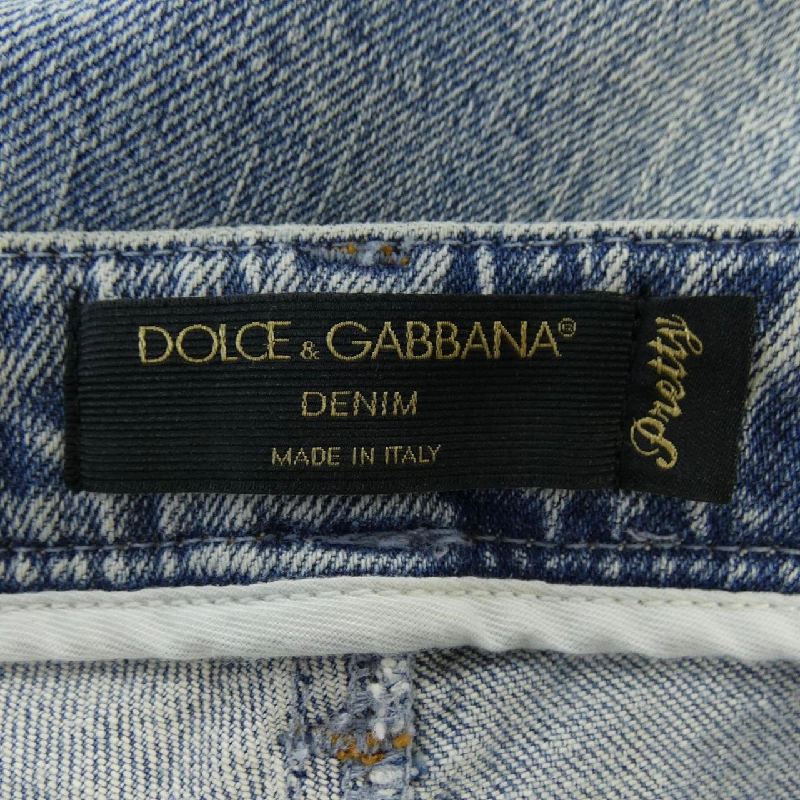 DOLCE & GABBANA®
DENIM
MADE IN ITALY
Pretty